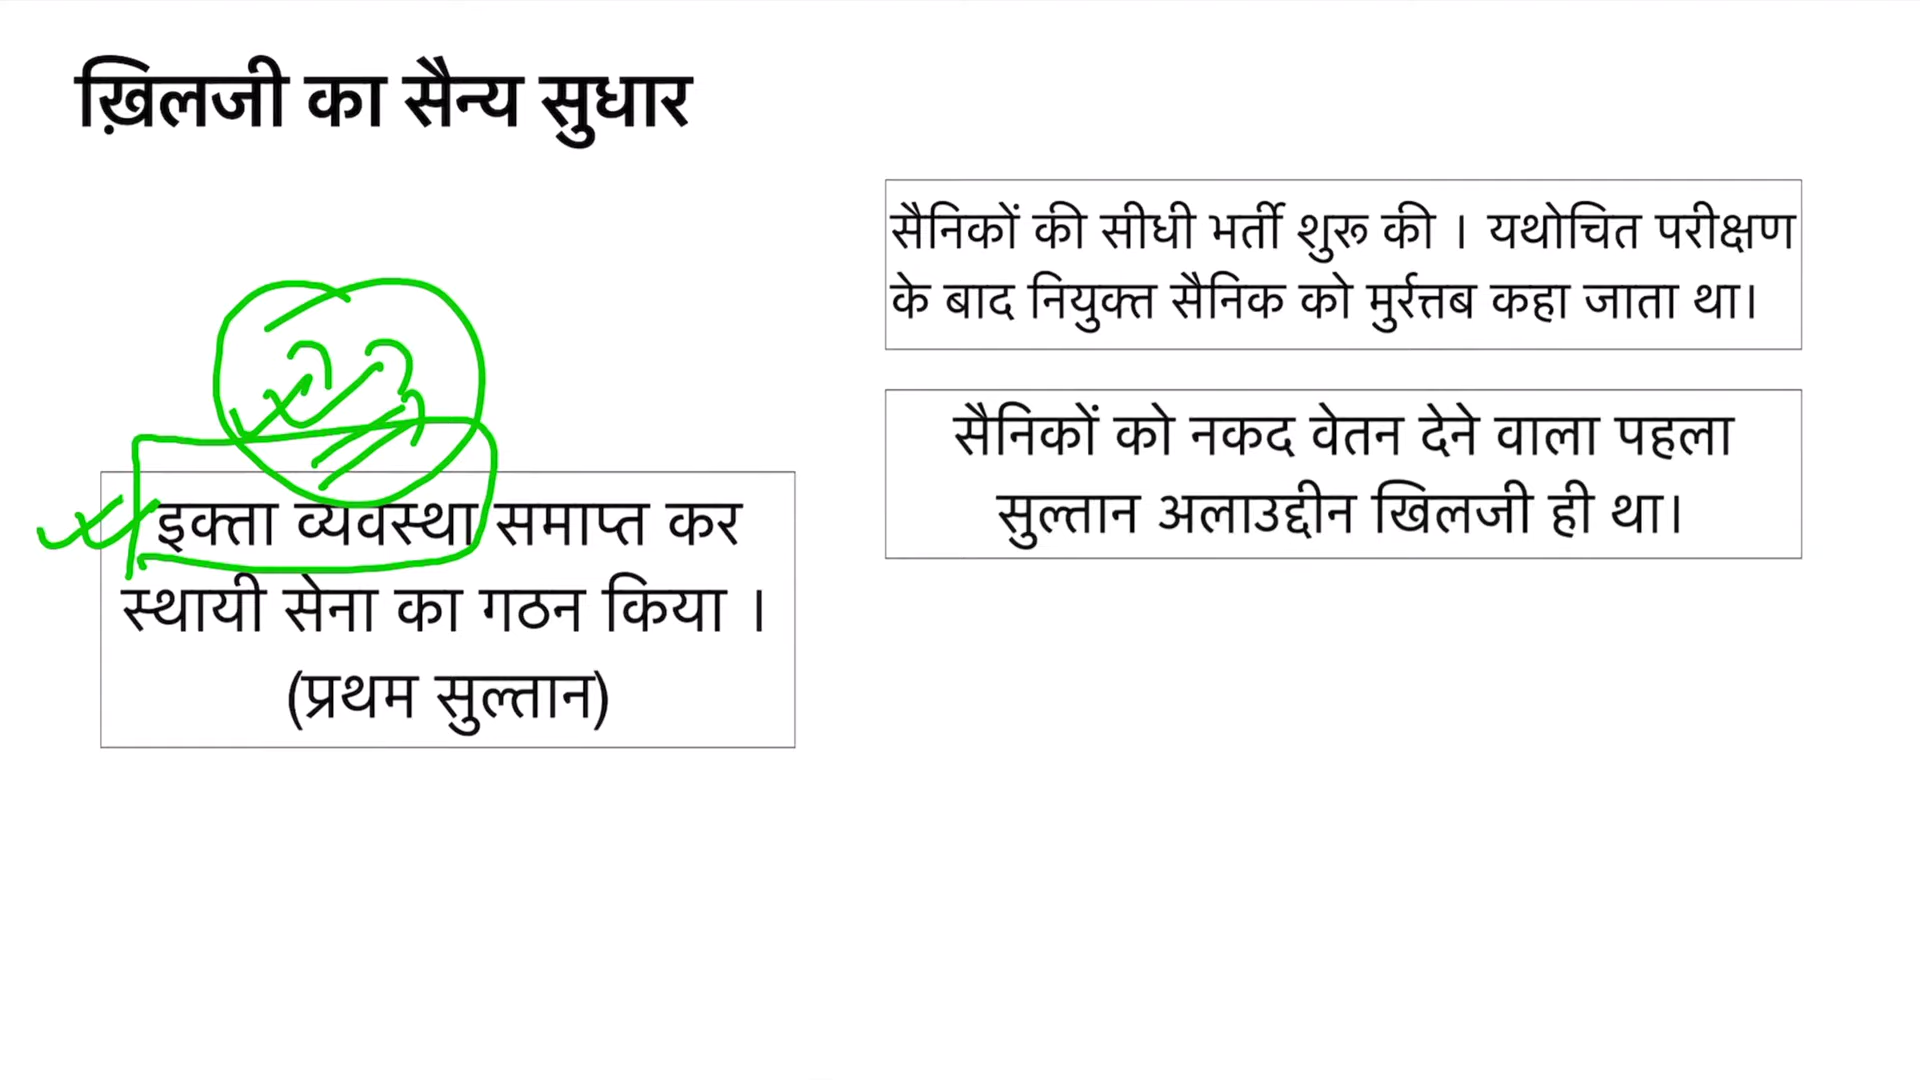 ख़िलजी का सैन्य सुधार
इक्ता व्यवस्था समाप्त कर
स्थायी सेना का गठन किया ।
(प्रथम सुल्तान)
सैनिकों की सीधी भर्ती शुरू की । यथोचित परीक्षण
के बाद नियुक्त सैनिक को मुर्रत्तब कहा जाता था।
सैनिकों को नकद वेतन देने वाला पहला
सुल्तान अलाउद्दीन खिलजी ही था।